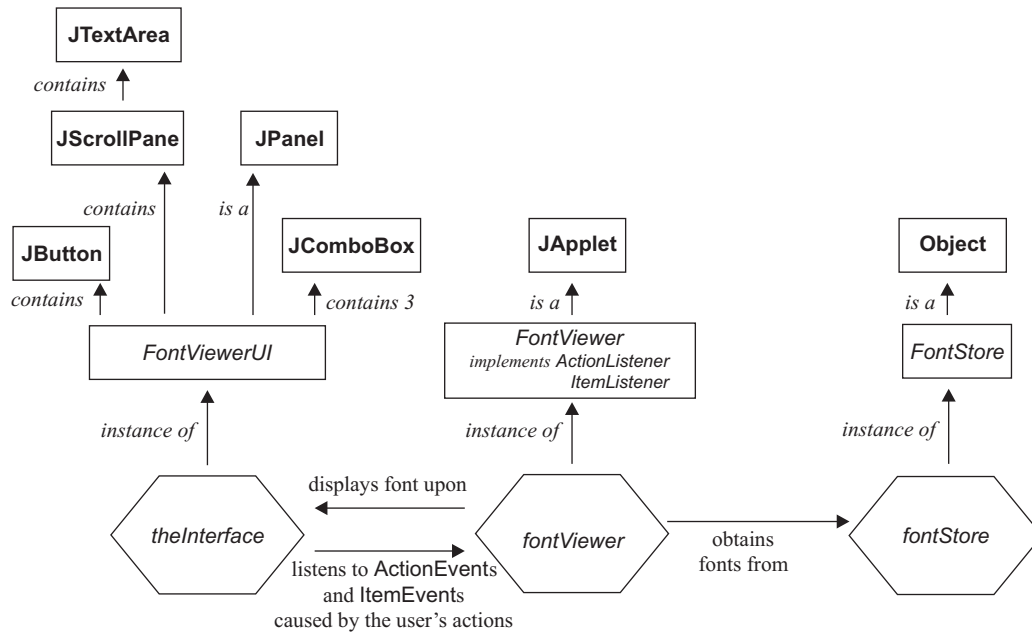 JTextArea
contains
JScrollPane
JPanel
contains
is a
JButton
JComboBox
JApplet
Object
contains
contains 3
is a
is a
FontViewerUI
FontViewer
implements ActionListener
ItemListener
FontStore
instance of
instance of
instance of
displays font upon
theInterface
fontViewer
fontStore
listens to ActionEvents
and ItemEvents
caused by the user's actions
obtains
fonts from